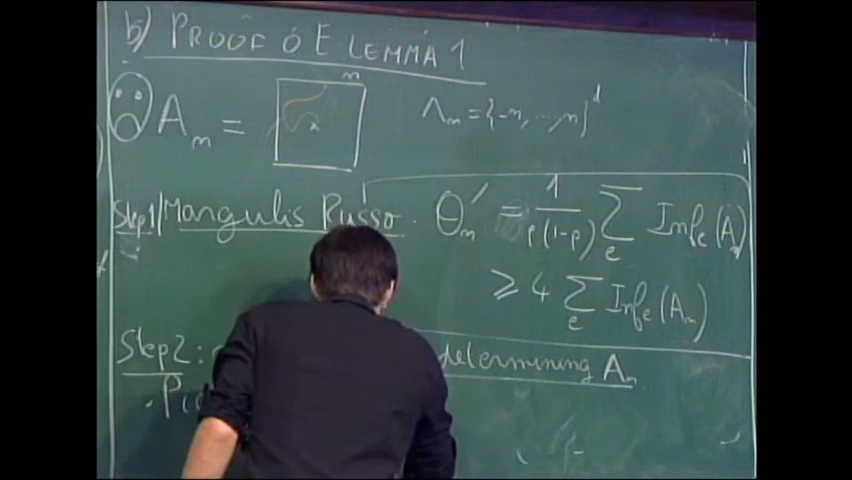 b) PROOF OF LEMMA 1
A_n = n
Λ_n = {-n, ..., n}^d
Step 1/ Margulis Russo. θ_n' = 1/p(1-p) Σ_e Inf_e(A_n)
≥ 4 Σ_e Inf_e(A_n)
Step 2: determining A_n